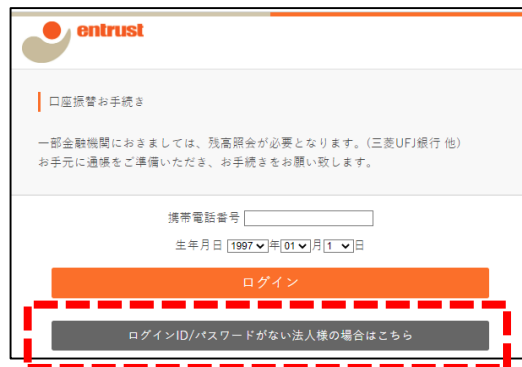 entrust
口座振替お手続き
一部金融機関におきましては、残高照会が必要となります。(三菱UFJ銀行 他)
お手元に通帳をご準備いただき、お手続きをお願い致します。
携帯電話番号
生年月日 1997 年 01 月 1 日
ログイン
ログインID/パスワードがない法人様の場合はこちら